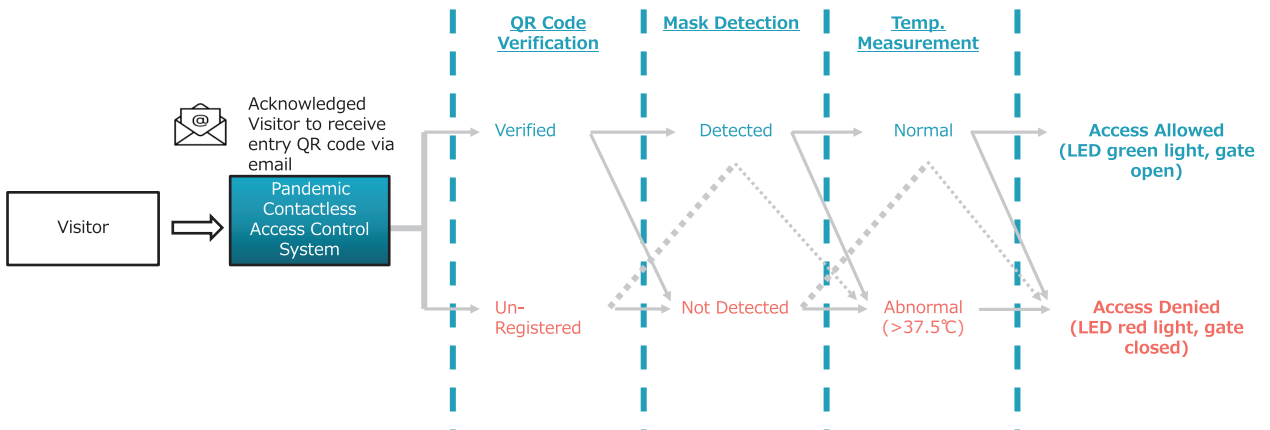 QR Code
Verification
Mask Detection
Temp.
Measurement
@
Acknowledged
Visitor to receive
entry QR code via
email
Visitor
Pandemic
Contactless
Access Control
System
Verified
Detected
Normal
Access Allowed
(LED green light, gate
open)
Un-
Registered
Not Detected
Abnormal
(>37.5℃)
Access Denied
(LED red light, gate
closed)